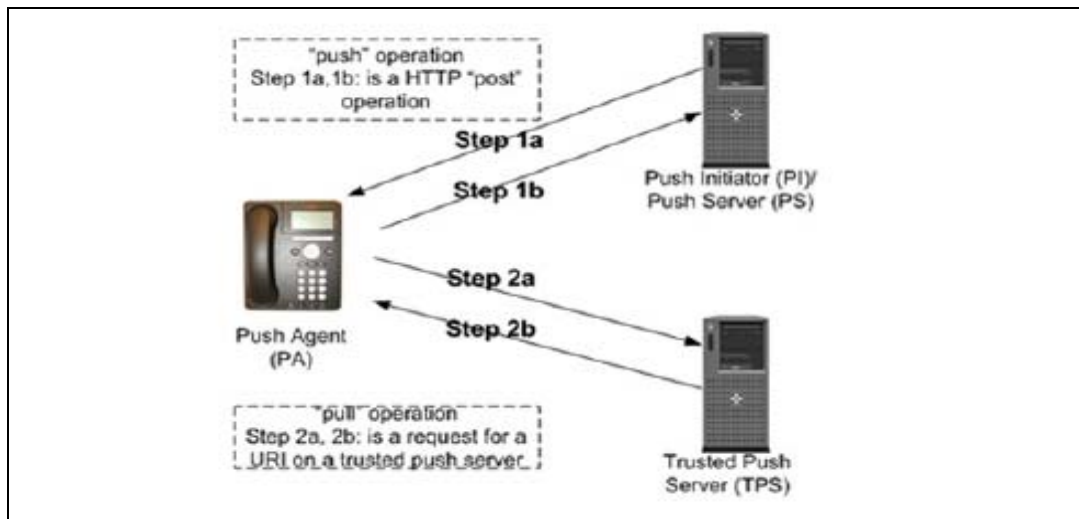 "push" operation
Step 1a,1b: is a HTTP "post"
operation
Step 1a
Step 1b
Push Initiator (PI)/
Push Server (PS)
Step 2a
Step 2b
Push Agent
(PA)
"pull" operation
Step 2a, 2b: is a request for a
URI on a trusted push server
Trusted Push
Server (TPS)